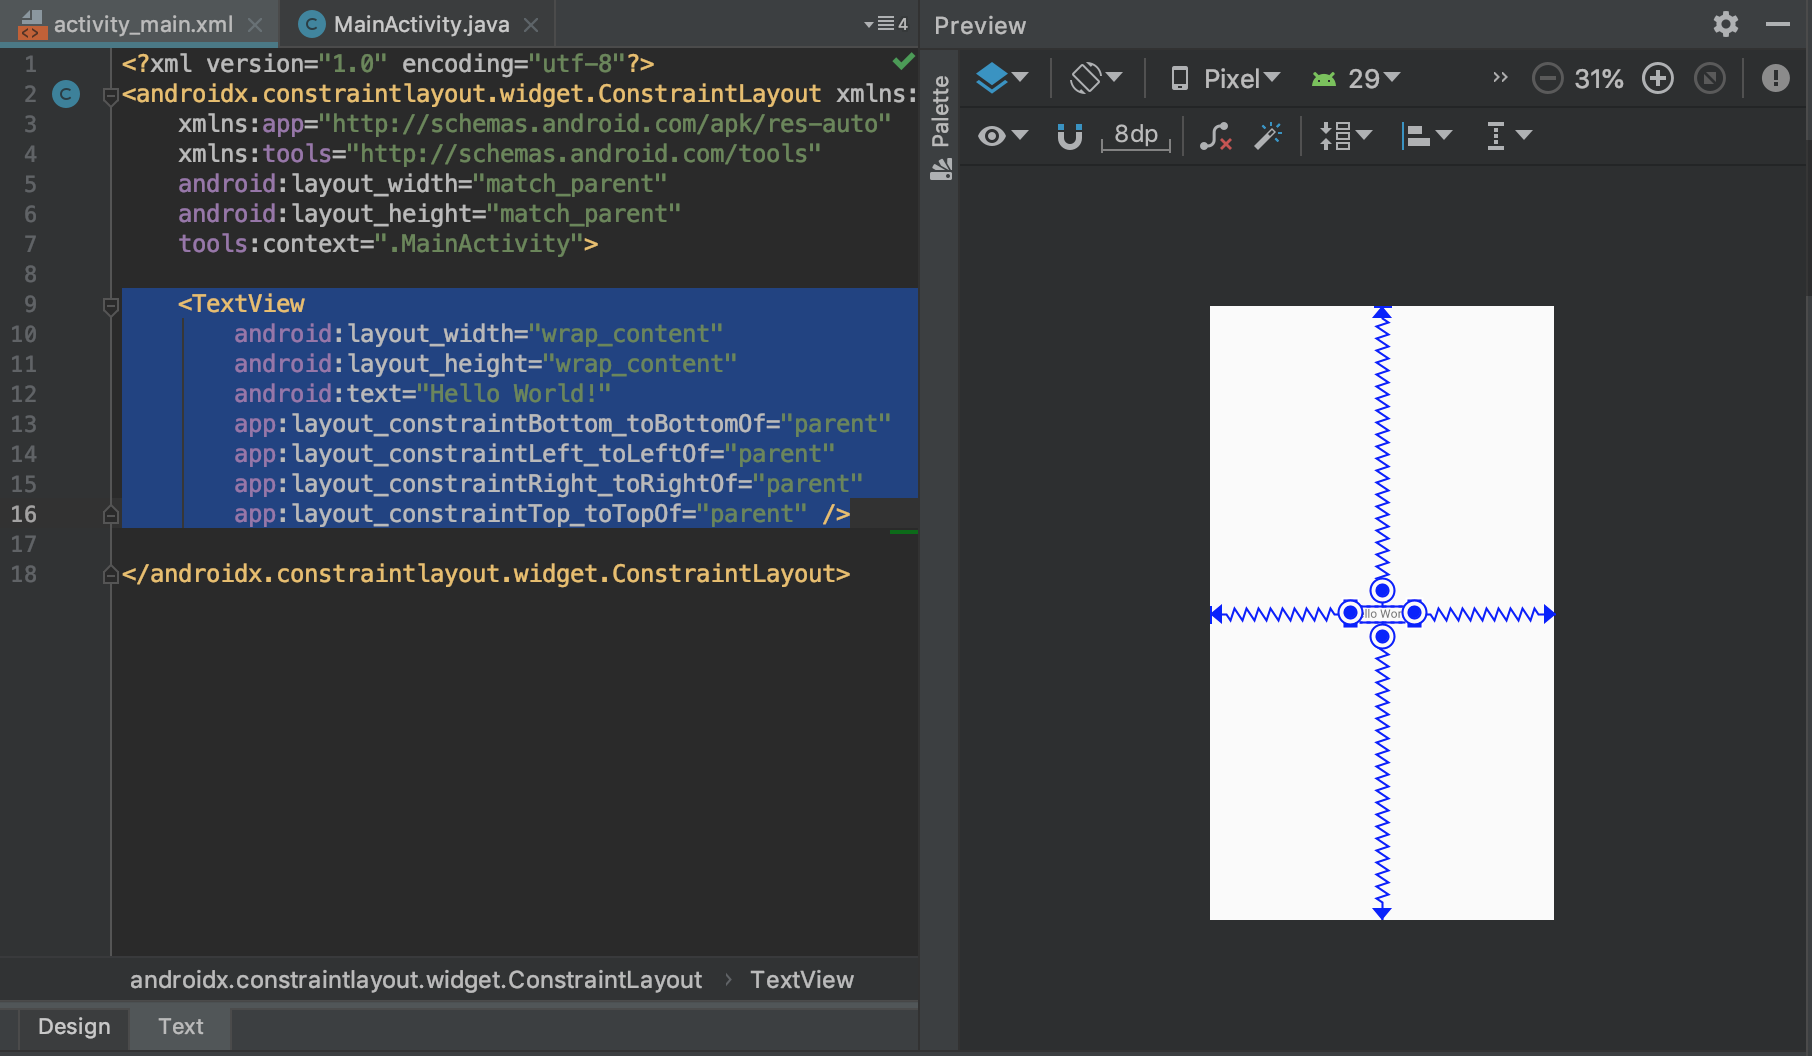 activity_main.xml MainActivity.java 4
1 <?xml version="1.0" encoding="utf-8"?>
2 C <androidx.constraintlayout.widget.ConstraintLayout xmlns:
3 xmlns:app="http://schemas.android.com/apk/res-auto"
4 xmlns:tools="http://schemas.android.com/tools"
5 android:layout_width="match_parent"
6 android:layout_height="match_parent"
7 tools:context=".MainActivity">
8
9 <TextView
10 android:layout_width="wrap_content"
11 android:layout_height="wrap_content"
12 android:text="Hello World!"
13 app:layout_constraintBottom_toBottomOf="parent"
14 app:layout_constraintLeft_toLeftOf="parent"
15 app:layout_constraintRight_toRightOf="parent"
16 app:layout_constraintTop_toTopOf="parent" />
17
18 </androidx.constraintlayout.widget.ConstraintLayout>
androidx.constraintlayout.widget.ConstraintLayout › TextView
Design Text
Preview
Palette
Pixel 29 » 31%
8dp
llo Wor